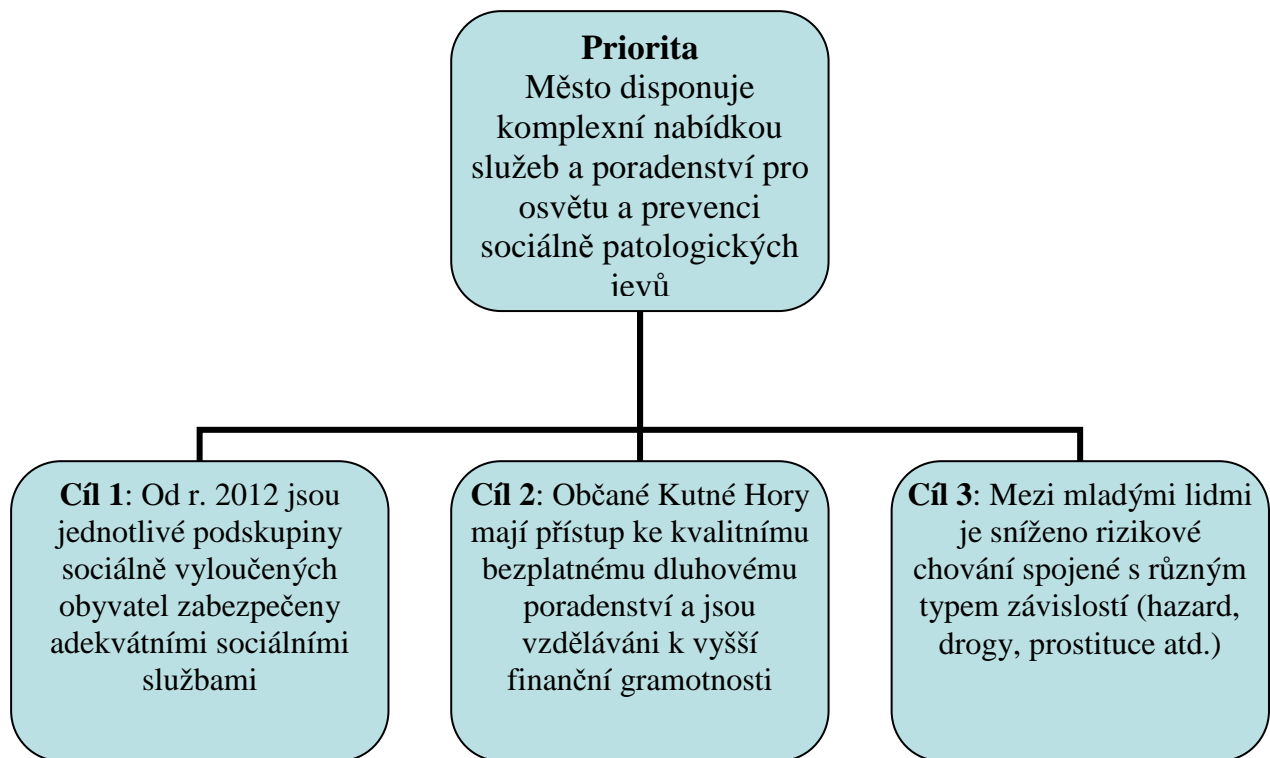 Priorita
Město disponuje
komplexní nabídkou
služeb a poradenství pro
osvětu a prevenci
sociálně patologických
jevů
Cíl 1: Od r. 2012 jsou
jednotlivé podskupiny
sociálně vyloučených
obyvatel zabezpečeny
adekvátními sociálními
službami
Cíl 2: Občané Kutné Hory
mají přístup ke kvalitnímu
bezplatnému dluhovému
poradenství a jsou
vzděláváni k vyšší
finanční gramotnosti
Cíl 3: Mezi mladými lidmi
je sníženo rizikové
chování spojené s různým
typem závislostí (hazard,
drogy, prostituce atd.)